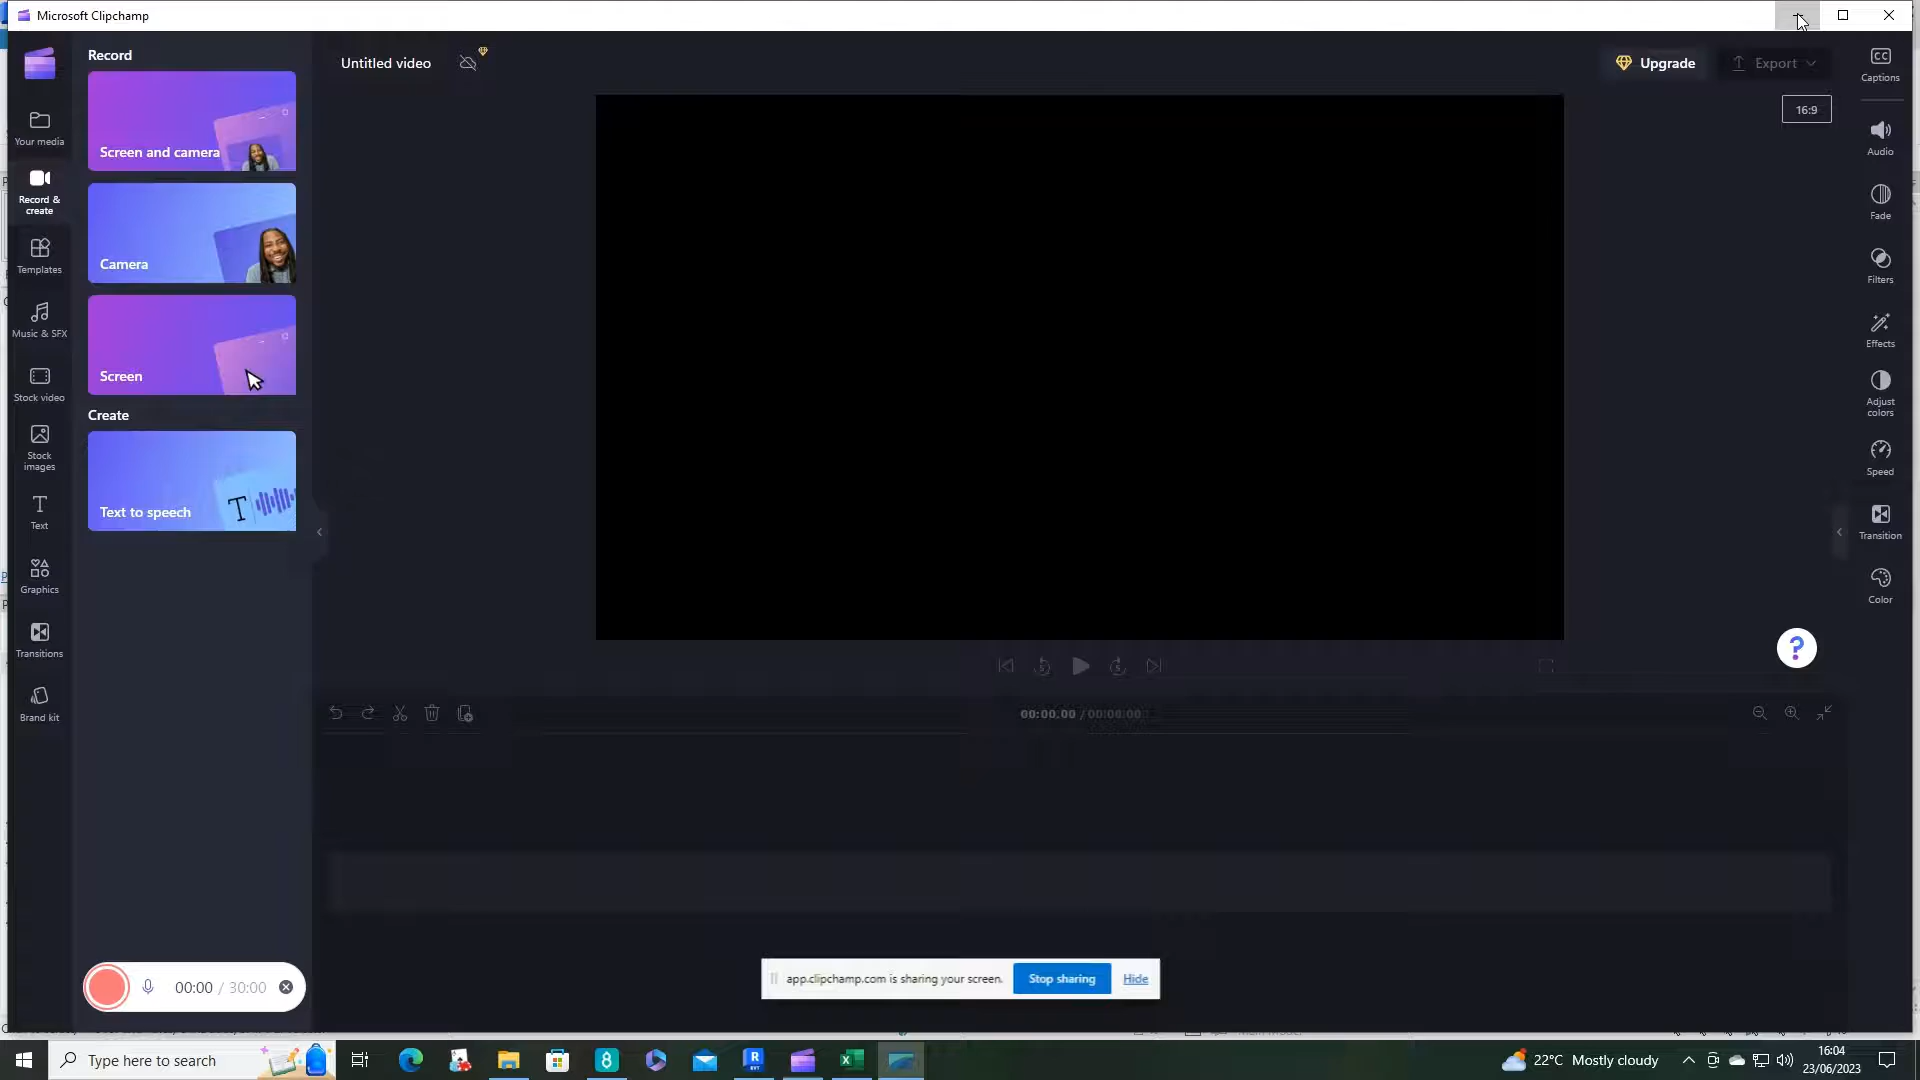 Microsoft Clipchamp
Record
Untitled video
Upgrade
Export
Captions
16:9
Screen and camera
Your media
Audio
Record &
create
Fade
Camera
Templates
Filters
Music & SFX
Effects
Screen
Stock video
Adjust
colors
Create
Stock
images
Speed
Text to speech
Text
Transition
Graphics
Color
Transitions
Brand kit
00:00.00 / 00:00.00
app.clipchamp.com is sharing your screen.
Stop sharing
Hide
00:00 / 30:00
Type here to search
22°C Mostly cloudy
16:04
23/06/2023